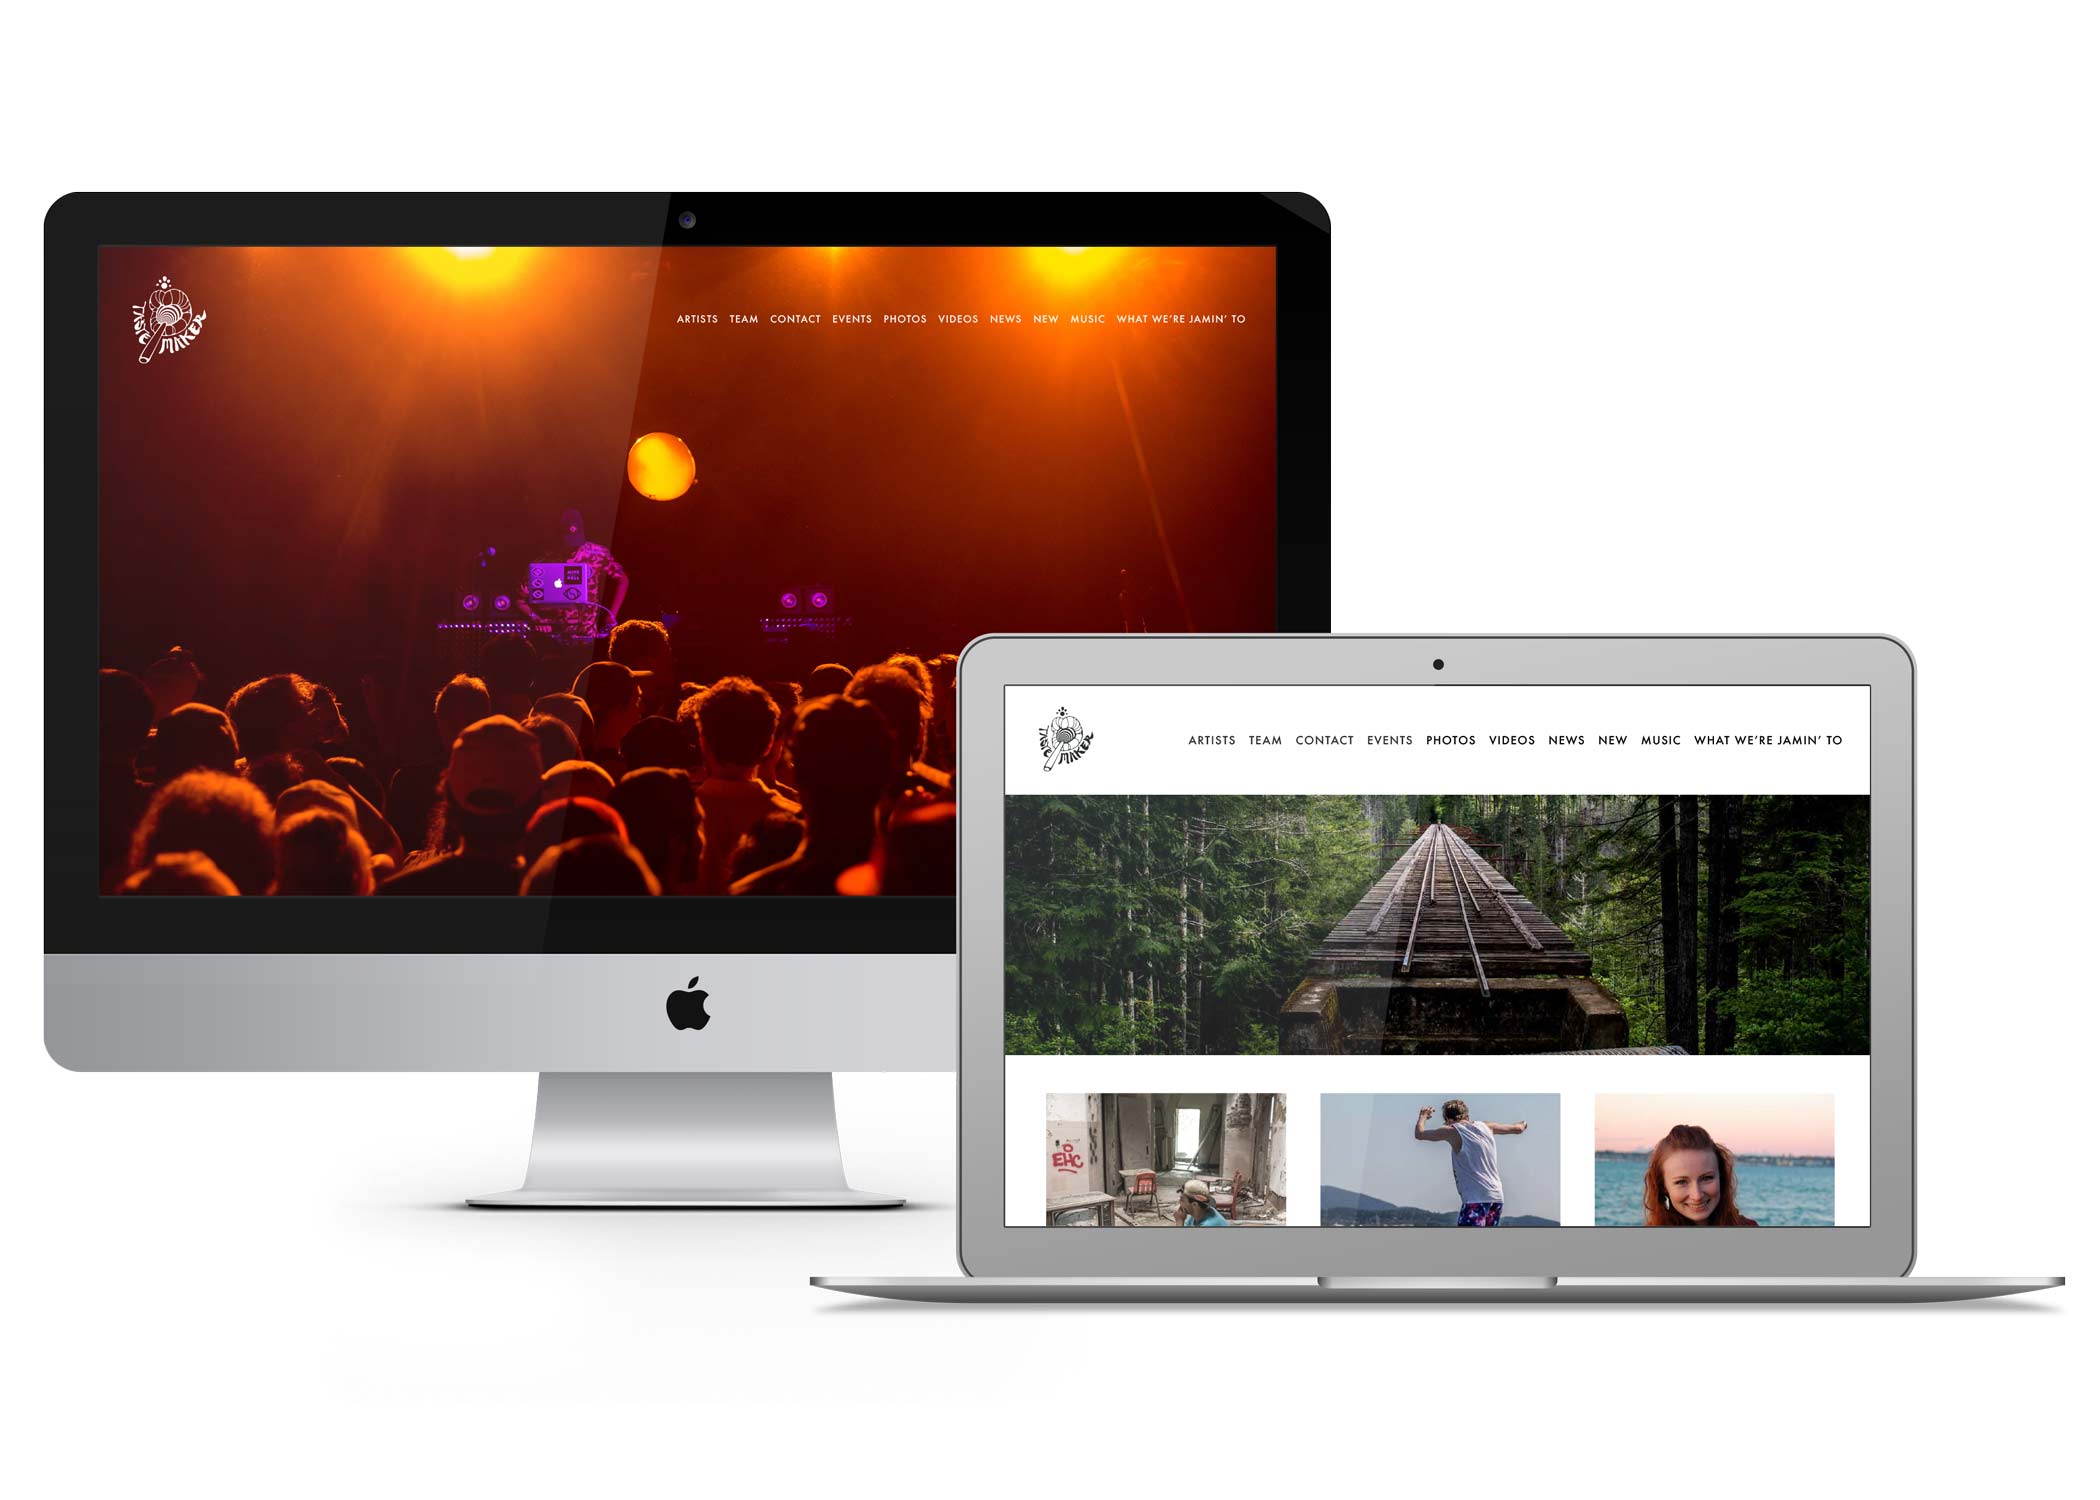 TASTE MAKER
ARTISTS TEAM CONTACT EVENTS PHOTOS VIDEOS NEWS NEW MUSIC WHAT WE'RE JAMIN' TO
TASTE MAKER
ARTISTS TEAM CONTACT EVENTS PHOTOS VIDEOS NEWS NEW MUSIC WHAT WE'RE JAMIN' TO
EHC